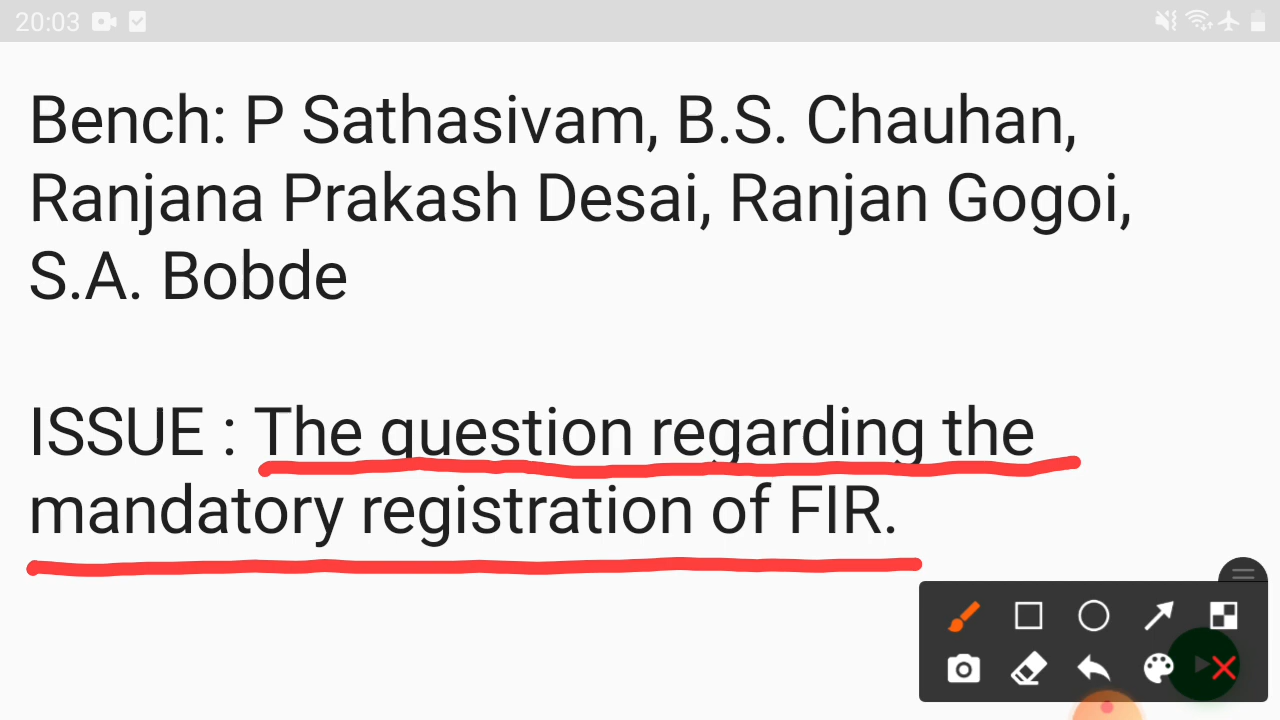 20:03
Bench: P Sathasivam, B.S. Chauhan,
Ranjana Prakash Desai, Ranjan Gogoi,
S.A. Bobde
ISSUE : The question regarding the
mandatory registration of FIR.